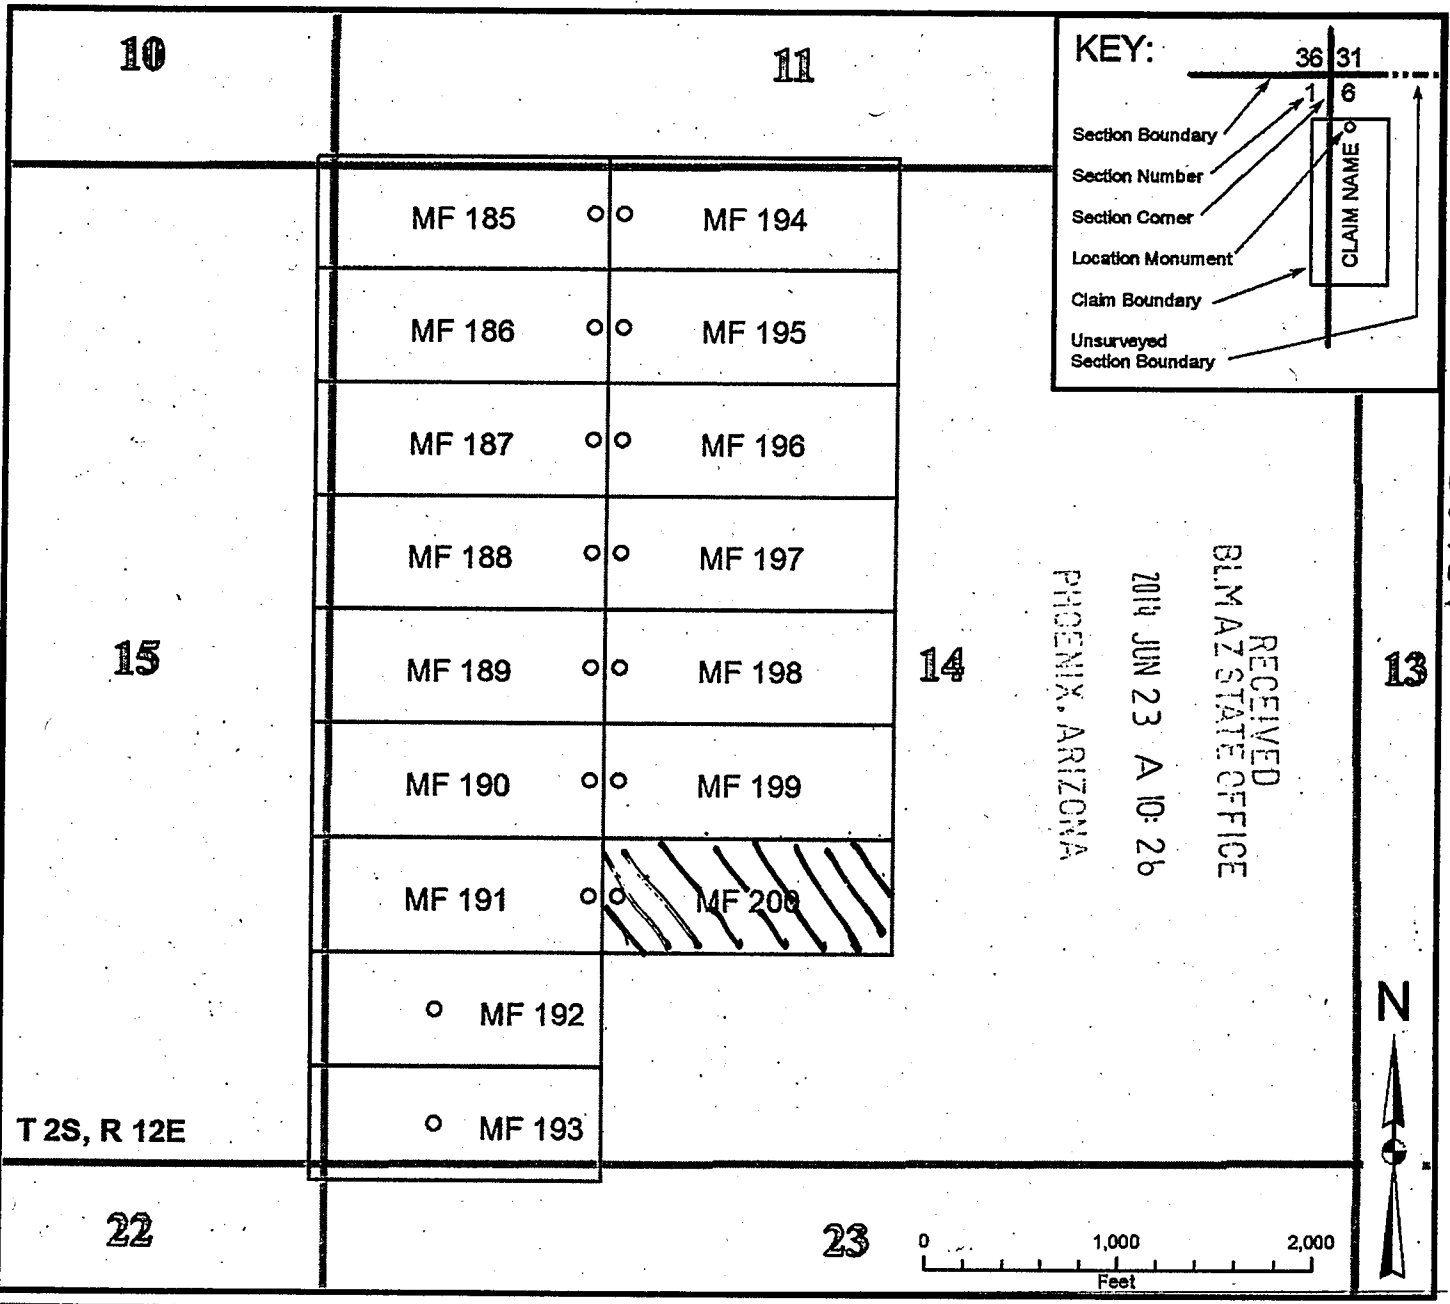 10
11
KEY:
36 31
1 6
Section Boundary
Section Number
Section Corner
Location Monument
Claim Boundary
Unsurveyed
Section Boundary
CLAIM NAME
MF 185
MF 194
MF 186
MF 195
MF 187
MF 196
MF 188
MF 197
MF 189
MF 198
MF 190
MF 199
MF 191
MF 200
MF 192
MF 193
15
14
13
RECEIVED
BLM AZ STATE OFFICE
2014 JUN 23 A 10: 26
PHOENIX, ARIZONA
N
T 2S, R 12E
22
23
0 1,000 2,000
Feet